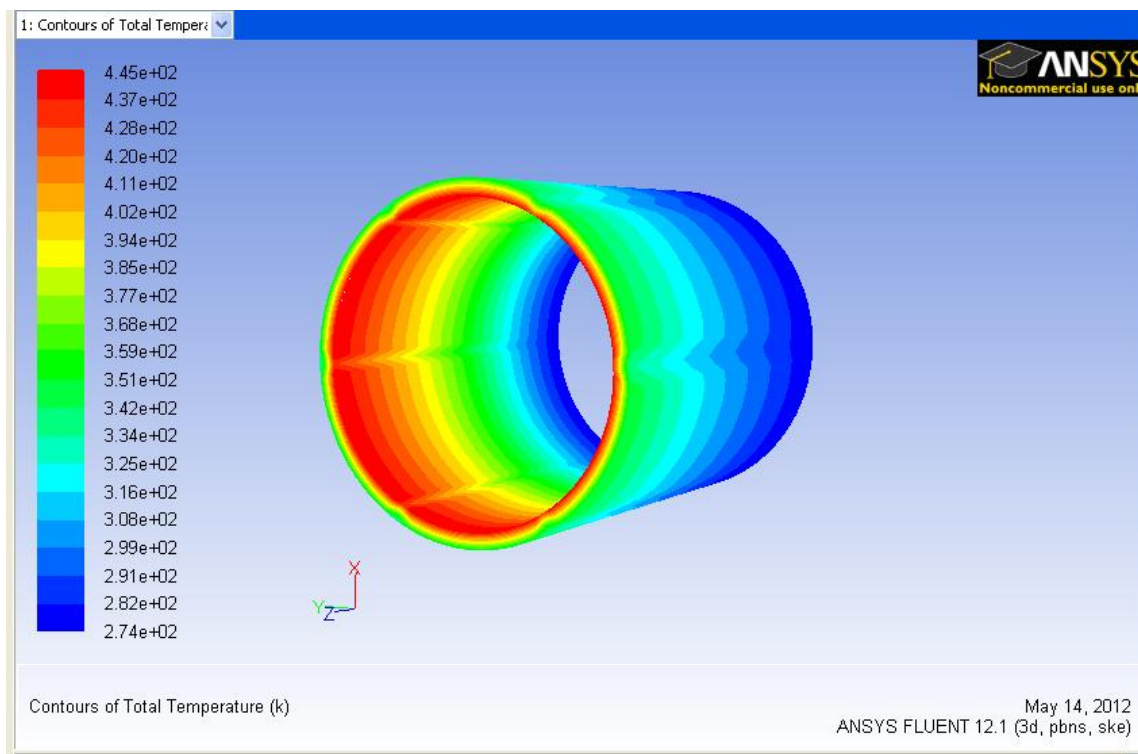 1: Contours of Total Tempera
ANSYS
Noncommercial use onl
4.45e+02
4.37e+02
4.28e+02
4.20e+02
4.11e+02
4.02e+02
3.94e+02
3.85e+02
3.77e+02
3.68e+02
3.59e+02
3.51e+02
3.42e+02
3.34e+02
3.25e+02
3.16e+02
3.08e+02
2.99e+02
2.91e+02
2.82e+02
2.74e+02
X
Y
Z
Contours of Total Temperature (k)
May 14, 2012
ANSYS FLUENT 12.1 (3d, pbns, ske)